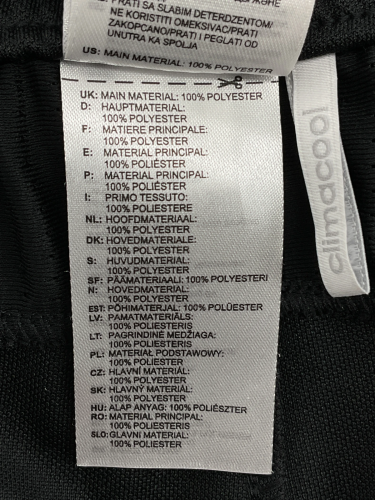 PRATI SA SLABIM DETERDZENTOM/
NE KORISTITI OMEKSIVAC/PRATI
ZAKOPCANO/PRATI I PEGLATI OD
UNUTRA KA SPOLJA
US: MAIN MATERIAL: 100% POLYESTER
UK: MAIN MATERIAL: 100% POLYESTER
D: HAUPTMATERIAL:
100% POLYESTER
F: MATIERE PRINCIPALE:
100% POLYESTER
E: MATERIAL PRINCIPAL:
100% POLIÉSTER
P: MATERIAL PRINCIPAL:
100% POLIÉSTER
I: PRIMO TESSUTO:
100% POLIESTERE
NL: HOOFDMATERIAAL:
100% POLYESTER
DK: HOVEDMATERIALE:
100% POLYESTER
S: HUVUDMATERIAL:
100% POLYESTER
SF: PÄÄMATERIAALI: 100% POLYESTERI
N: HOVEDMATERIAL:
100% POLYESTER
EST: PÕHIMATERJAL: 100% POLÜESTER
LV: PAMATMATERIĀLS:
100% POLIESTERIS
LT: PAGRINDINĖ MEDŽIAGA:
100% POLIESTERIS
PL: MATERIAŁ PODSTAWOWY:
100% POLIESTER
CZ: HLAVNÍ MATERIÁL:
100% POLYESTER
SK: HLAVNÝ MATERIÁL:
100% POLYESTER
HU: ALAP ANYAG: 100% POLIÉSZTER
RO: MATERIAL PRINCIPAL:
100% POLIESTERIS
SLO: GLAVNI MATERIAL:
100% POLIESTER
climacool